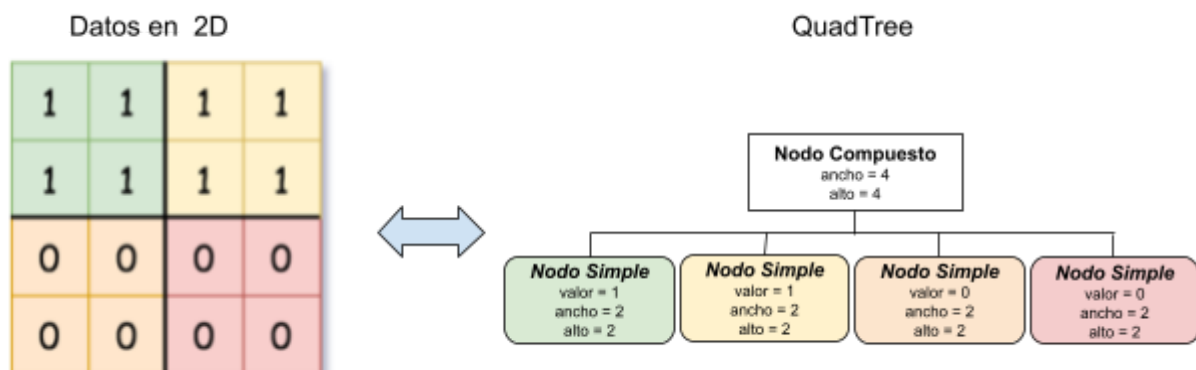 Datos en 2D
QuadTree
1 1 1 1
1 1 1 1
0 0 0 0
0 0 0 0
Nodo Compuesto
ancho = 4
alto = 4
Nodo Simple
valor = 1
ancho = 2
alto = 2
Nodo Simple
valor = 1
ancho = 2
alto = 2
Nodo Simple
valor = 0
ancho = 2
alto = 2
Nodo Simple
valor = 0
ancho = 2
alto = 2